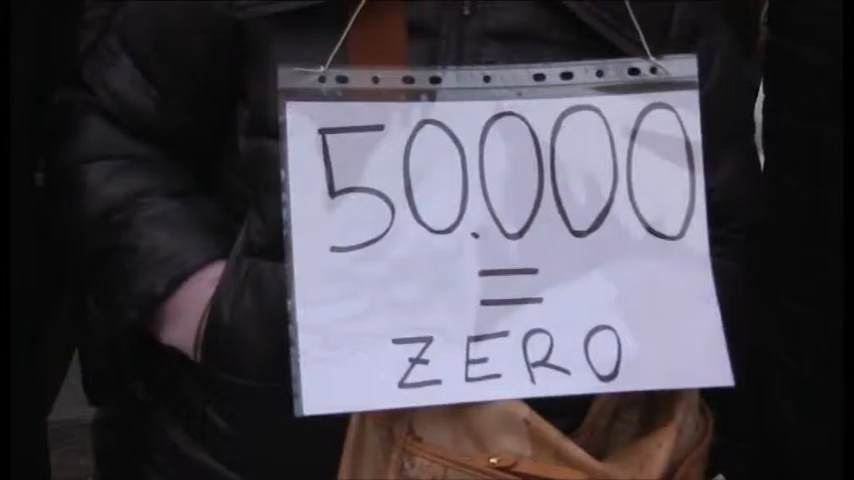 50.000
=
ZERO